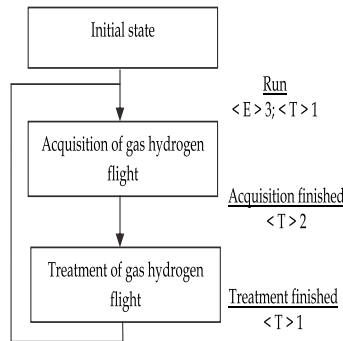 Initial state
Run
< E > 3; < T > 1
Acquisition of gas hydrogen
flight
Acquisition finished
< T > 2
Treatment of gas hydrogen
flight
Treatment finished
< T > 1